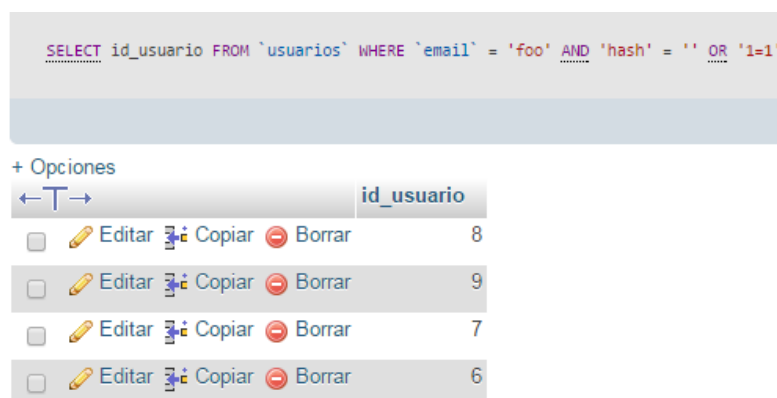 SELECT id_usuario FROM `usuarios` WHERE `email` = 'foo' AND 'hash' = '' OR '1=1'
+ Opciones
←T→ id_usuario
Editar Copiar Borrar 8
Editar Copiar Borrar 9
Editar Copiar Borrar 7
Editar Copiar Borrar 6